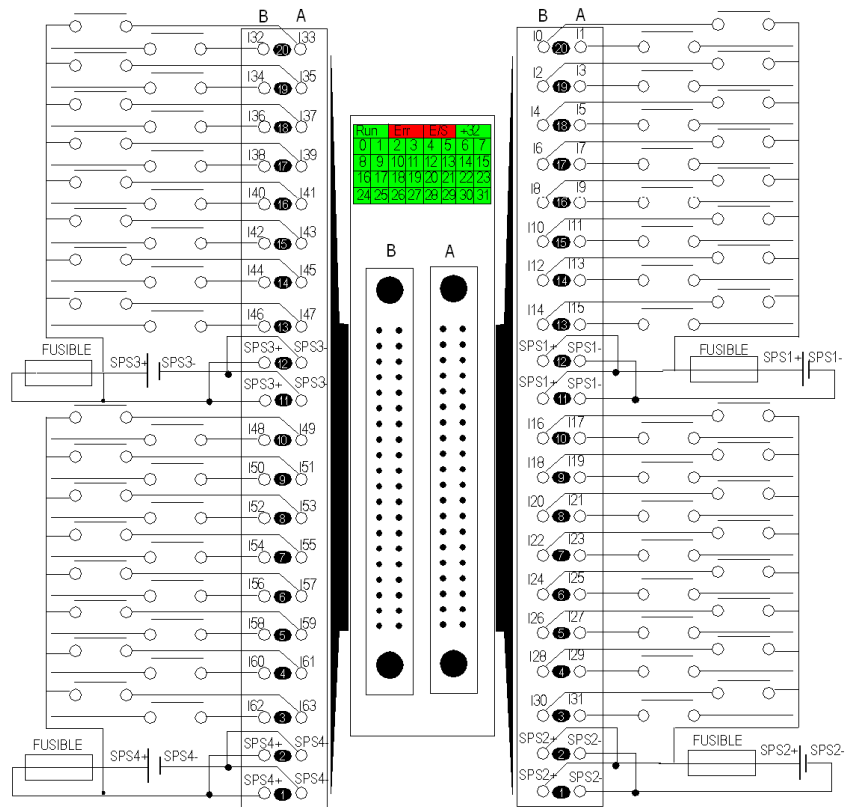 B A
I32 20 I33
I34 19 I35
I36 18 I37
I38 17 I39
I40 16 I41
I42 15 I43
I44 14 I45
I46 13 I47
FUSIBLE SPS3+ SPS3- SPS3+ 12 SPS3-
SPS3+ 11 SPS3-
I48 10 I49
I50 9 I51
I52 8 I53
I54 7 I55
I56 6 I57
I58 5 I59
I60 4 I61
I62 3 I63
FUSIBLE SPS4+ SPS4- SPS4+ 2 SPS4-
SPS4+ 1 SPS4-
Run Err E/S +32
0 1 2 3 4 5 6 7
8 9 10 11 12 13 14 15
16 17 18 19 20 21 22 23
24 25 26 27 28 29 30 31
B A
B A
I0 20 I1
I2 19 I3
I4 18 I5
I6 17 I7
I8 16 I9
I10 15 I11
I12 14 I13
I14 13 I15
SPS1+ 12 SPS1- FUSIBLE SPS1+ SPS1-
SPS1+ 11 SPS1-
I16 10 I17
I18 9 I19
I20 8 I21
I22 7 I23
I24 6 I25
I26 5 I27
I28 4 I29
I30 3 I31
SPS2+ 2 SPS2- FUSIBLE SPS2+ SPS2-
SPS2+ 1 SPS2-